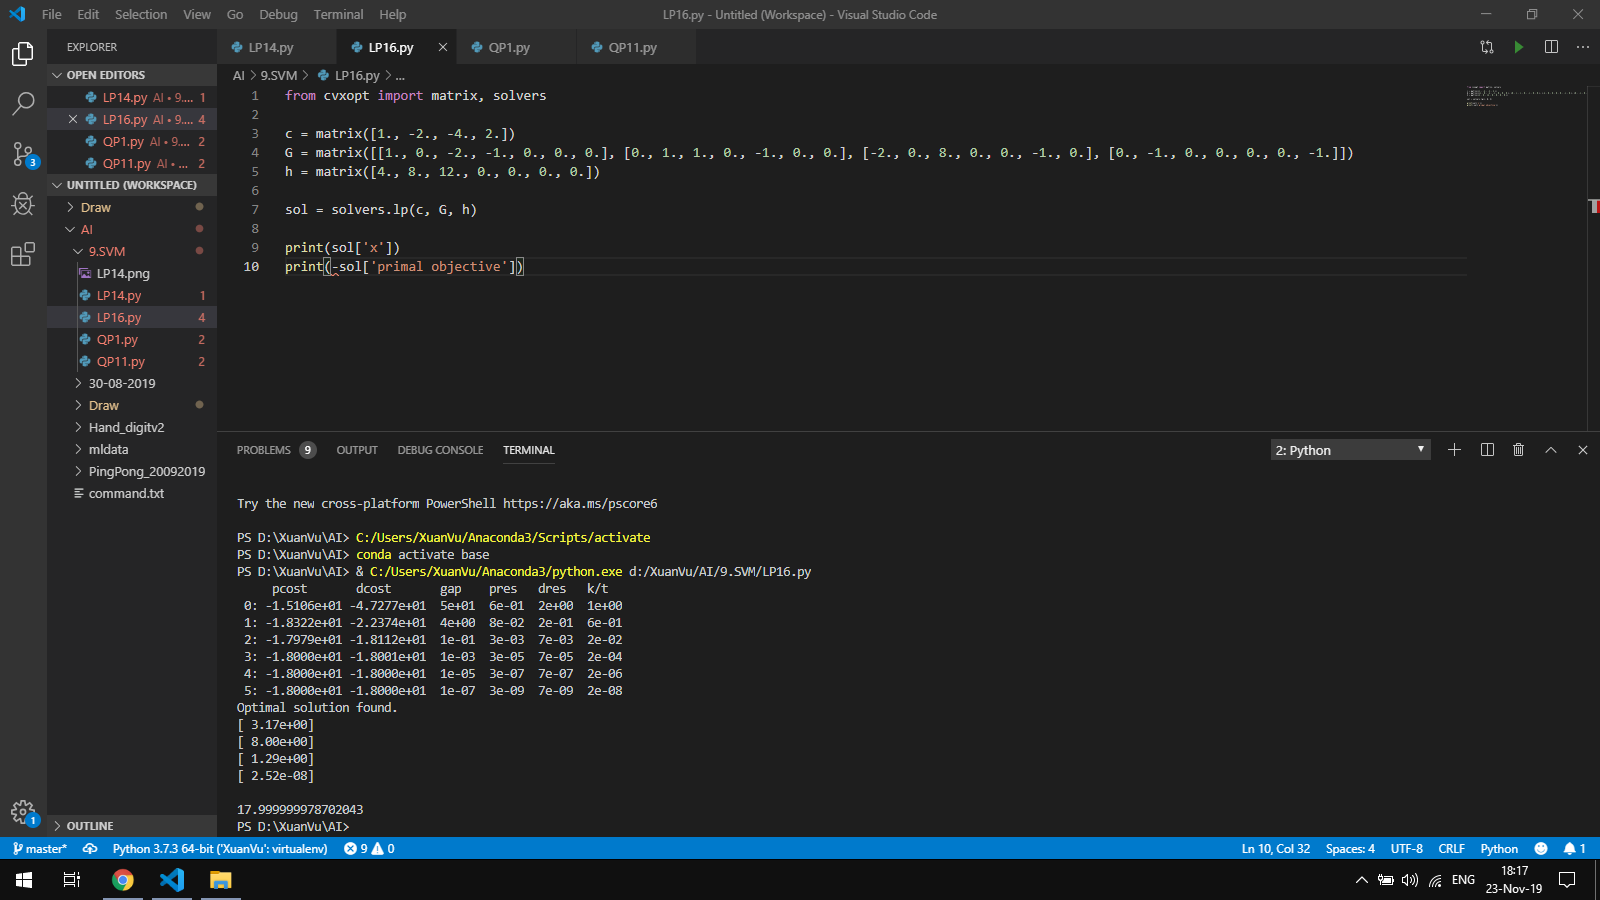 File Edit Selection View Go Debug Terminal Help
LP16.py - Untitled (Workspace) - Visual Studio Code
EXPLORER
OPEN EDITORS
LP14.py AI • 9.... 1
LP16.py AI • 9.... 4
QP1.py AI • 9.... 2
QP11.py AI • ... 2
UNTITLED (WORKSPACE)
Draw
AI
9.SVM
LP14.png
LP14.py 1
LP16.py 4
QP1.py 2
QP11.py 2
30-08-2019
Draw
Hand_digitv2
mldata
PingPong_20092019
command.txt
OUTLINE
3
1
LP14.py LP16.py QP1.py QP11.py
AI > 9.SVM > LP16.py > ...
1 from cvxopt import matrix, solvers
2
3 c = matrix([1., -2., -4., 2.])
4 G = matrix([[1., 0., -2., -1., 0., 0., 0.], [0., 1., 1., 0., -1., 0., 0.], [-2., 0., 8., 0., 0., -1., 0.], [0., -1., 0., 0., 0., 0., -1.]])
5 h = matrix([4., 8., 12., 0., 0., 0., 0.])
6
7 sol = solvers.lp(c, G, h)
8
9 print(sol['x'])
10 print(-sol['primal objective'])
PROBLEMS 9 OUTPUT DEBUG CONSOLE TERMINAL
2: Python
Try the new cross-platform PowerShell https://aka.ms/pscore6
PS D:\XuanVu\AI> C:/Users/XuanVu/Anaconda3/Scripts/activate
PS D:\XuanVu\AI> conda activate base
PS D:\XuanVu\AI> & C:/Users/XuanVu/Anaconda3/python.exe d:/XuanVu/AI/9.SVM/LP16.py
pcost dcost gap pres dres k/t
0: -1.5106e+01 -4.7277e+01 5e+01 6e-01 2e+00 1e+00
1: -1.8322e+01 -2.2374e+01 4e+00 8e-02 2e-01 6e-01
2: -1.7979e+01 -1.8112e+01 1e-01 3e-03 7e-03 2e-02
3: -1.8000e+01 -1.8001e+01 1e-03 3e-05 7e-05 2e-04
4: -1.8000e+01 -1.8000e+01 1e-05 3e-07 7e-07 2e-06
5: -1.8000e+01 -1.8000e+01 1e-07 3e-09 7e-09 2e-08
Optimal solution found.
[ 3.17e+00]
[ 8.00e+00]
[ 1.29e+00]
[ 2.52e-08]
17.999999978702043
PS D:\XuanVu\AI>
master* Python 3.7.3 64-bit ('XuanVu': virtualenv) 9 0
Ln 10, Col 32 Spaces: 4 UTF-8 CRLF Python 1
ENG
18:17
23-Nov-19